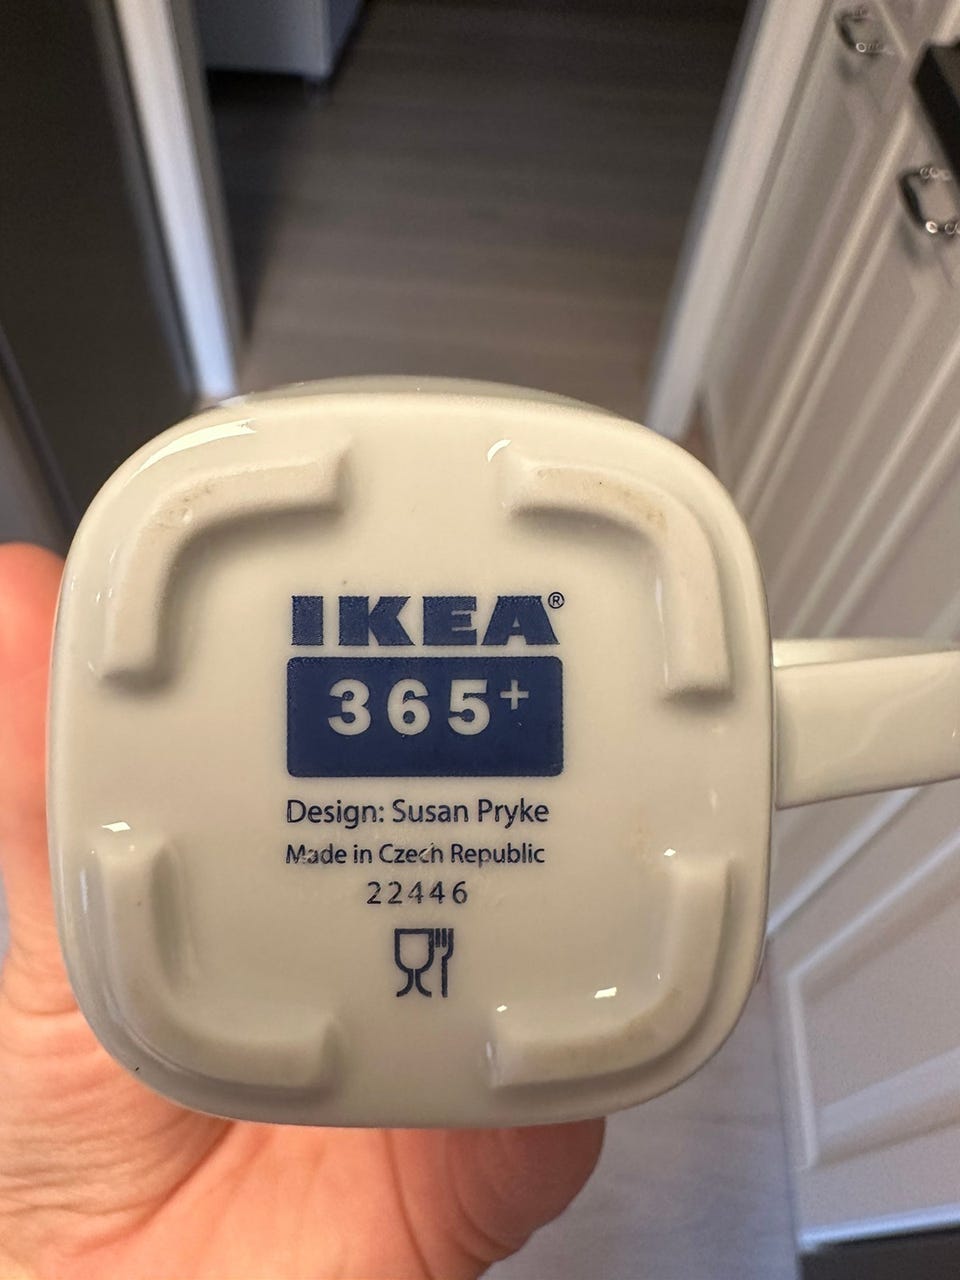 IKEA®
365+
Design: Susan Pryke
Made in Czech Republic
22446